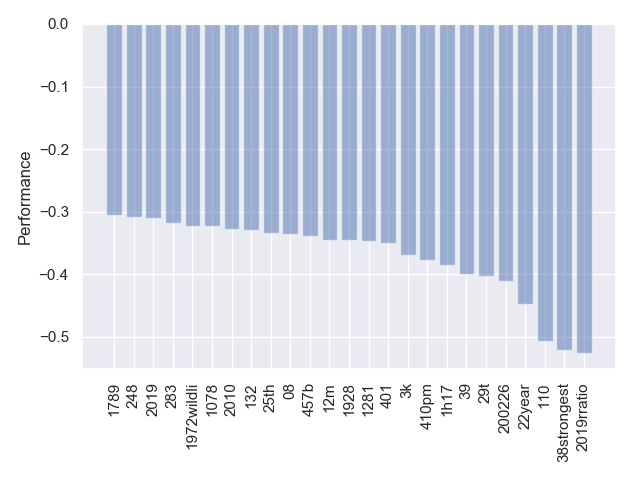 0.0
−0.1
−0.2
−0.3
−0.4
−0.5
Performance
1789
248
2019
283
1972wildli
1078
2010
132
25th
08
457b
12m
1928
1281
401
3k
410pm
1h17
39
29t
200226
22year
110
38strongest
2019rratio